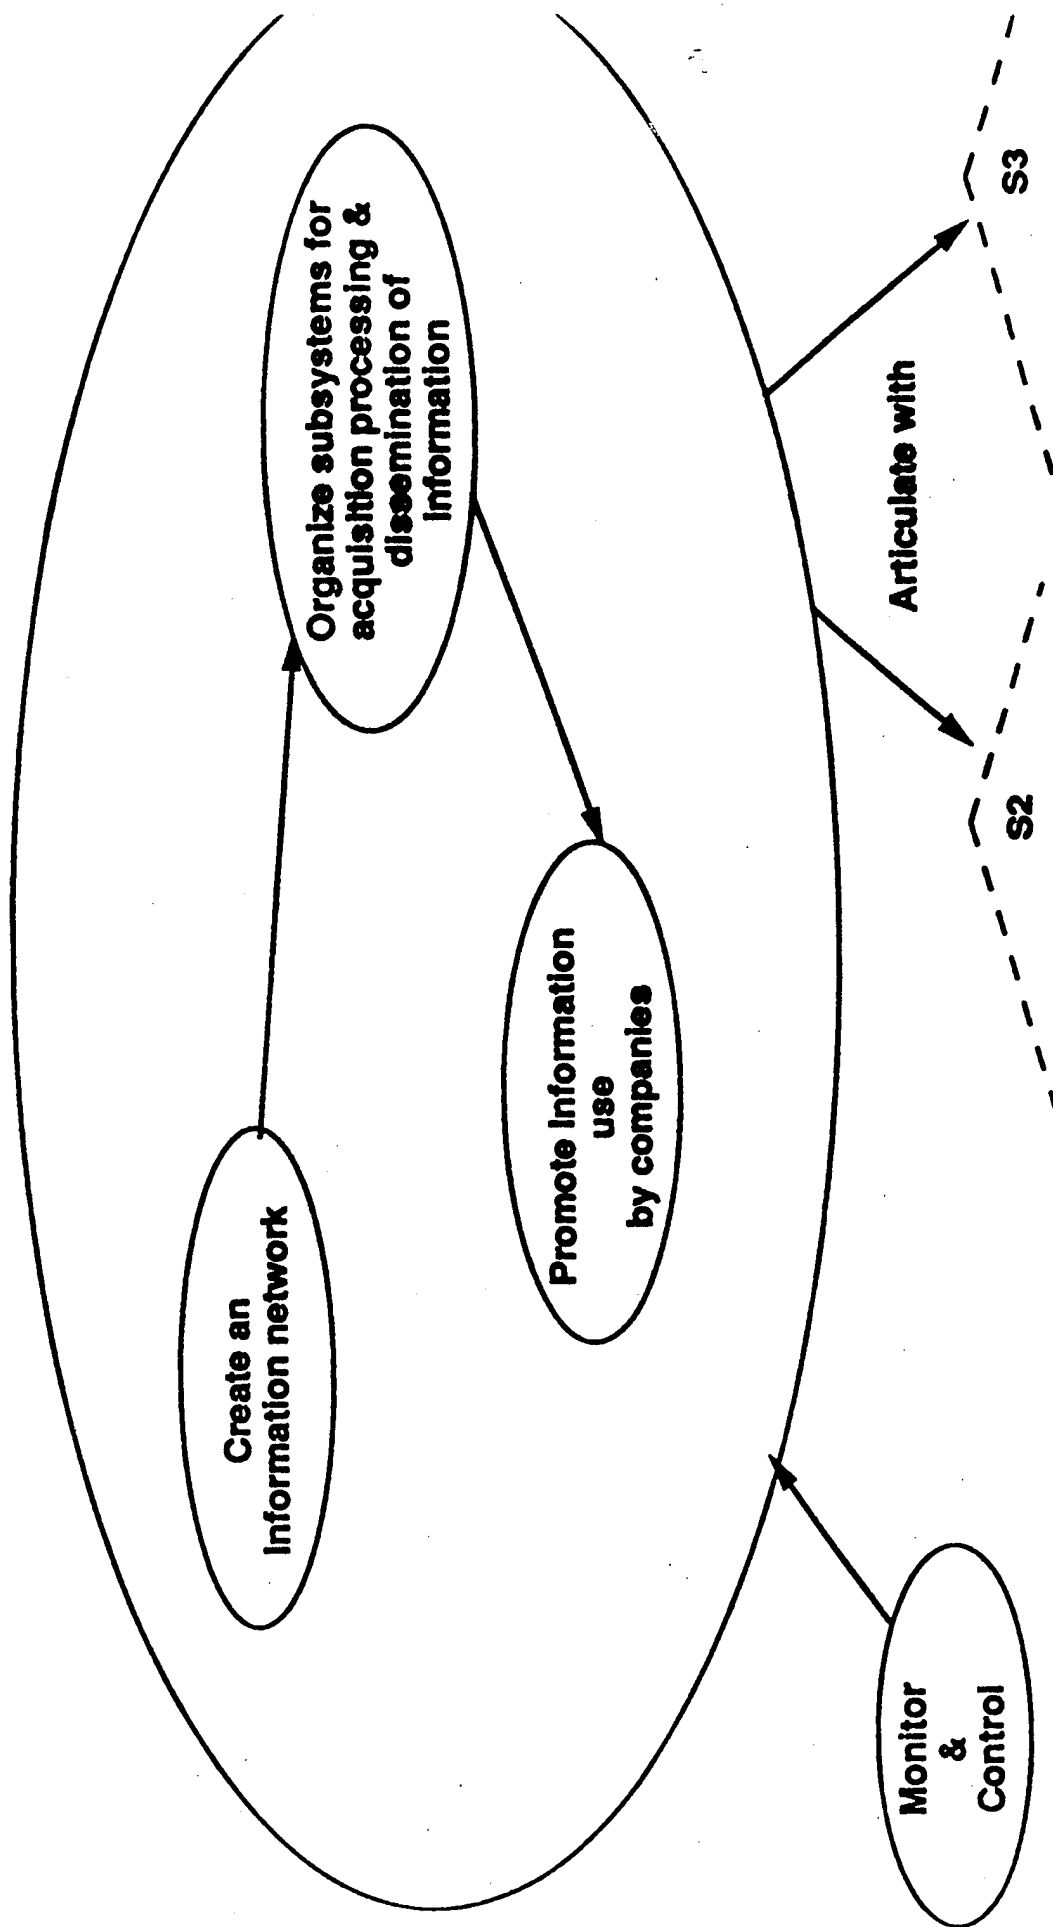 Create an
Information network
Organize subsystems for
acquisition processing &
dissemination of
Information
Promote Information
use
by companies
Monitor
&
Control
Articulate with
S2
S3